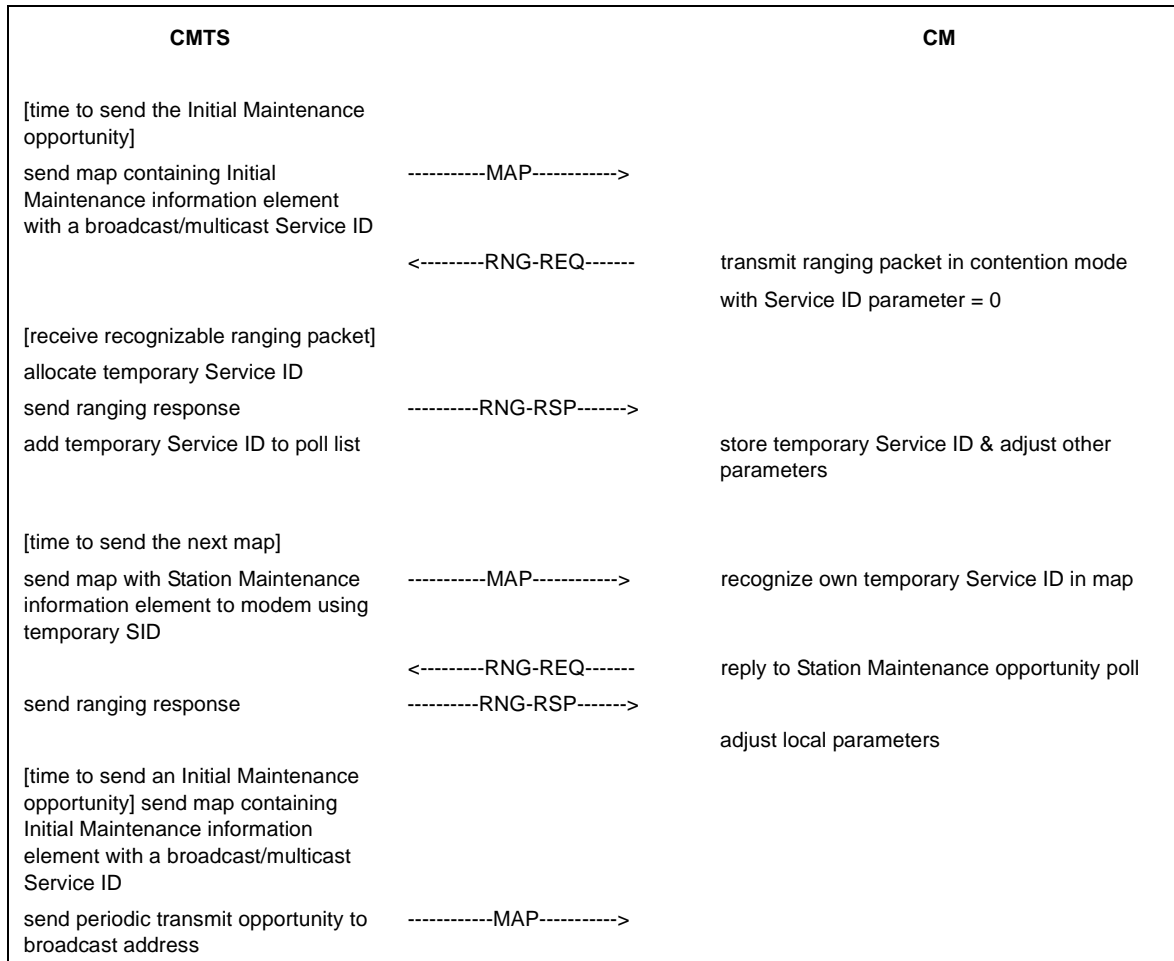 CMTS CM
[time to send the Initial Maintenance
opportunity]
send map containing Initial -----------MAP------------>
Maintenance information element
with a broadcast/multicast Service ID
<---------RNG-REQ------- transmit ranging packet in contention mode
with Service ID parameter = 0
[receive recognizable ranging packet]
allocate temporary Service ID
send ranging response ----------RNG-RSP------->
add temporary Service ID to poll list store temporary Service ID & adjust other
parameters
[time to send the next map]
send map with Station Maintenance -----------MAP------------> recognize own temporary Service ID in map
information element to modem using
temporary SID
<---------RNG-REQ------- reply to Station Maintenance opportunity poll
send ranging response ----------RNG-RSP------->
adjust local parameters
[time to send an Initial Maintenance
opportunity] send map containing
Initial Maintenance information
element with a broadcast/multicast
Service ID
send periodic transmit opportunity to ------------MAP----------->
broadcast address